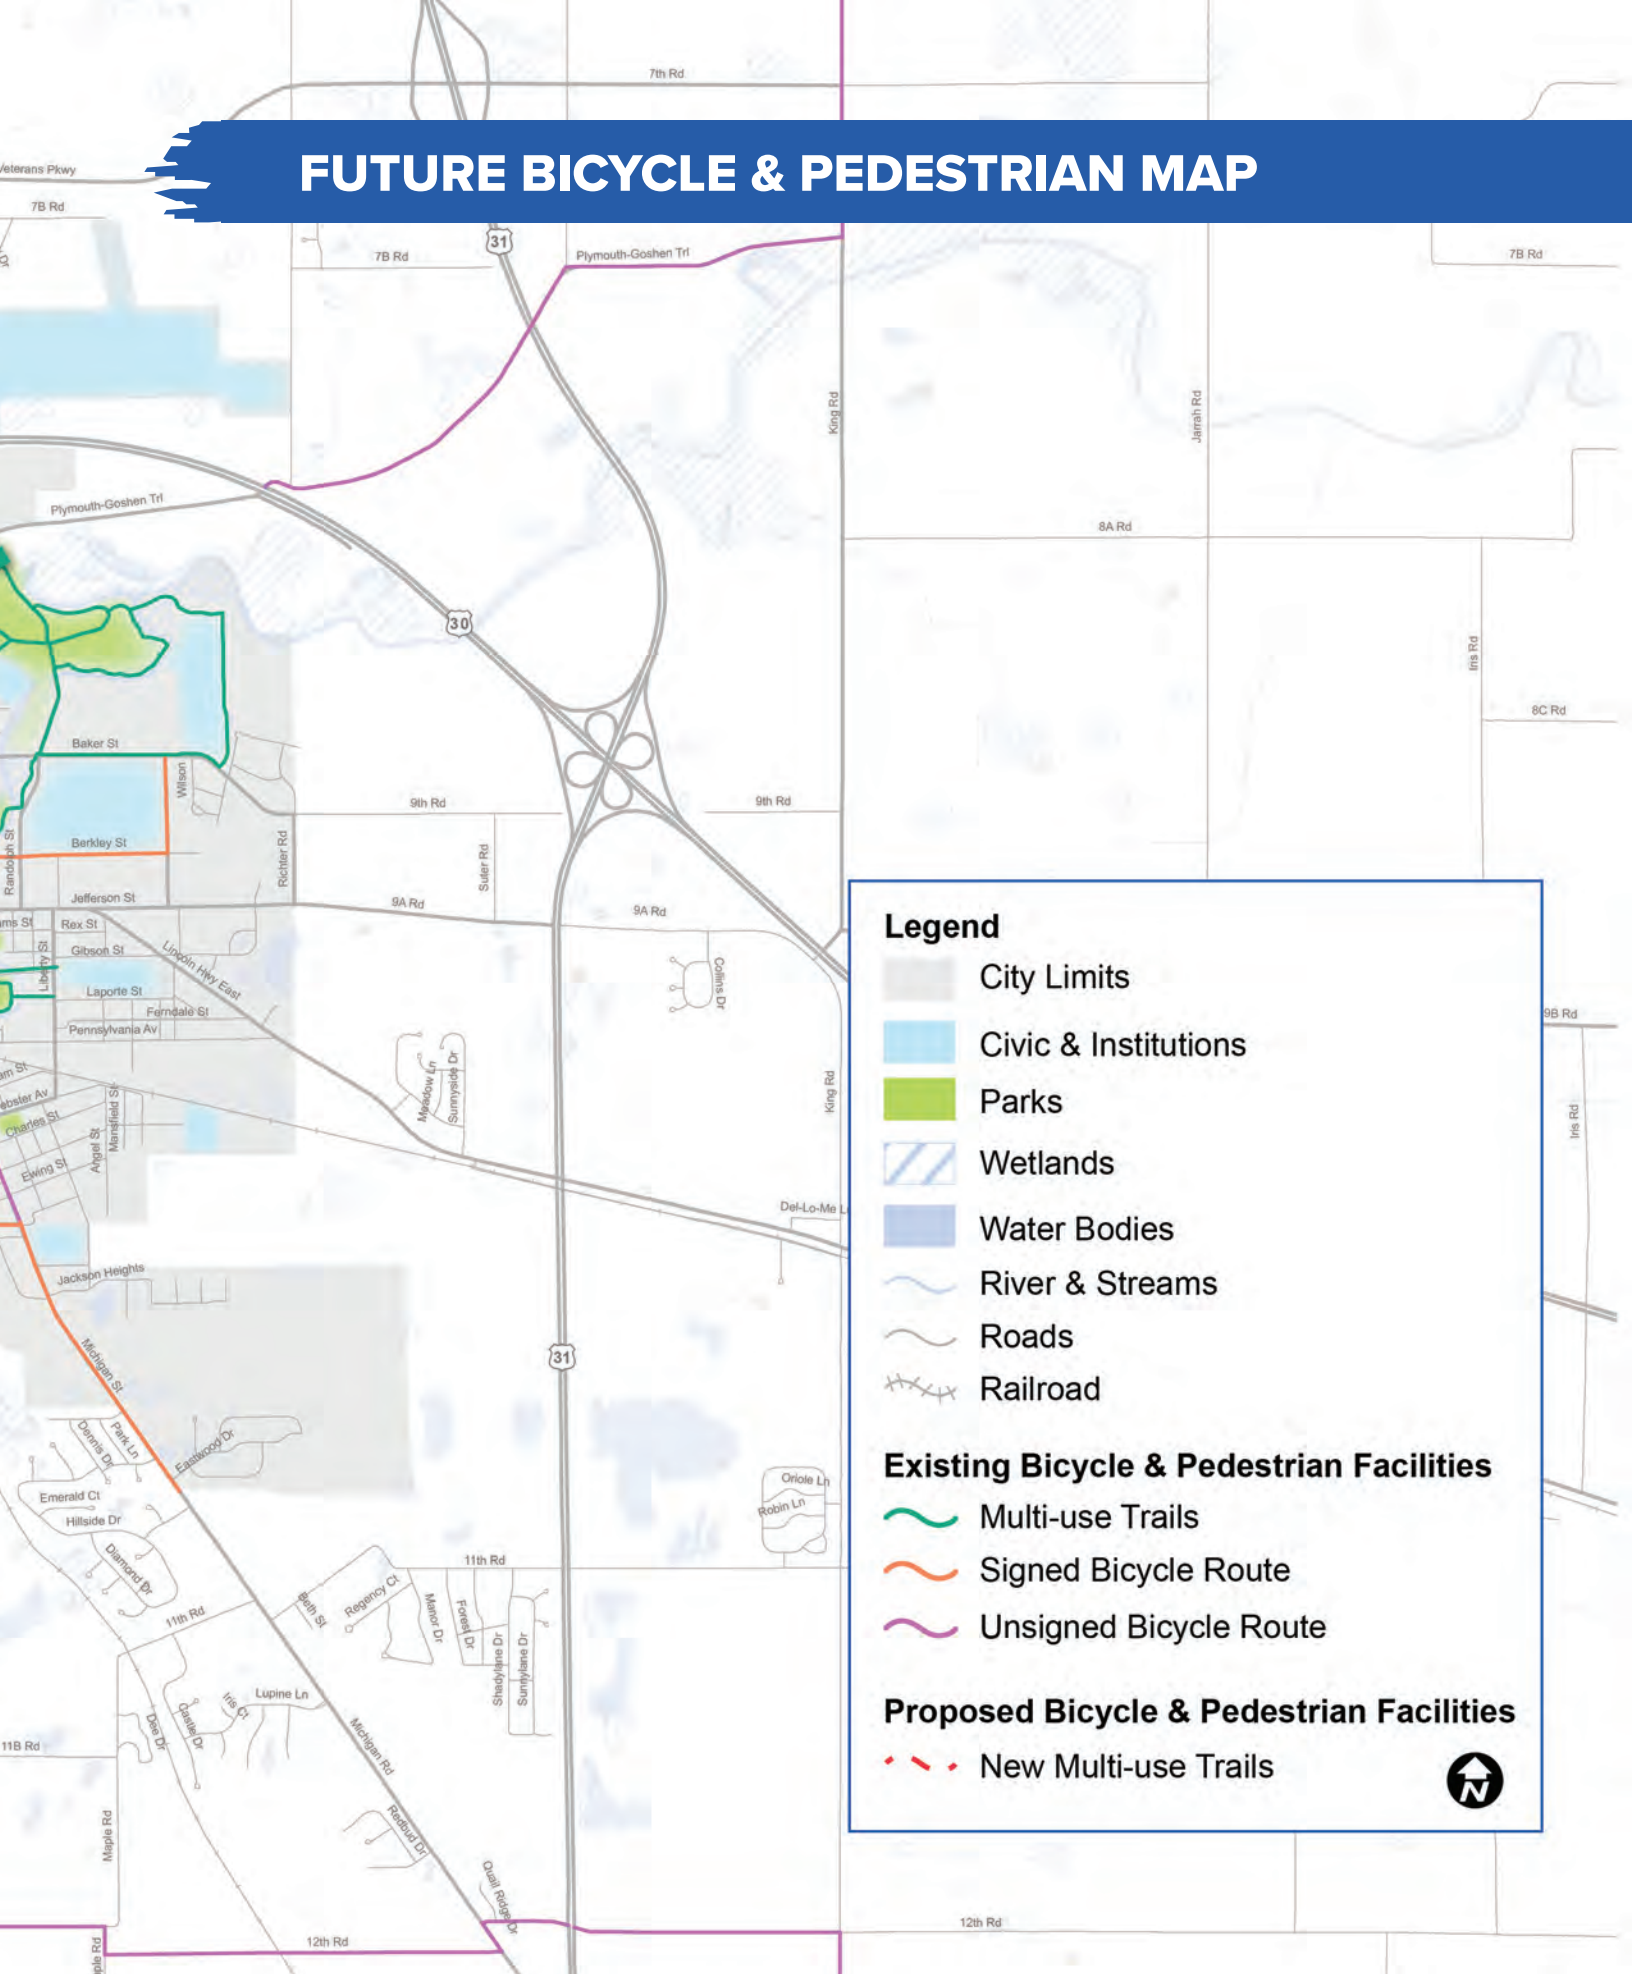 7th Rd
FUTURE BICYCLE & PEDESTRIAN MAP
Veterans Pkwy
7B Rd
31
7B Rd
Plymouth-Goshen Trl
7B Rd
King Rd
Jarrah Rd
Plymouth-Goshen Trl
8A Rd
30
Iris Rd
8C Rd
Baker St
Wilson
9th Rd
9th Rd
Randolph St
Berkley St
Richter Rd
Suter Rd
Jefferson St
9A Rd
9A Rd
ms St
Rex St
Liberty St
Gibson St
Lincoln Hwy East
Collins Dr
Laporte St
Ferndale St
Pennsylvania Av
9B Rd
am St
ebster Av
Charles St
Mansfield St
Angel St
Ewing St
Meadow Ln
Sunnyside Dr
King Rd
Iris Rd
Del-Lo-Me L
Jackson Heights
Michigan St
31
Dennis Dr
Park Ln
Eastwood Dr
Emerald Ct
Hillside Dr
Diamond Dr
Oriole Ln
Robin Ln
11th Rd
11th Rd
Beth St
Regency Ct
Manor Dr
Forest Dr
Shadylane Dr
Sunnylane Dr
Lupine Ln
Iris Ct
Castle Dr
Dee Dr
11B Rd
Michigan Rd
Maple Rd
Redbud Dr
Quail Ridge Dr
12th Rd
12th Rd
ple Rd
Legend
City Limits
Civic & Institutions
Parks
Wetlands
Water Bodies
River & Streams
Roads
Railroad
Existing Bicycle & Pedestrian Facilities
Multi-use Trails
Signed Bicycle Route
Unsigned Bicycle Route
Proposed Bicycle & Pedestrian Facilities
New Multi-use Trails
N